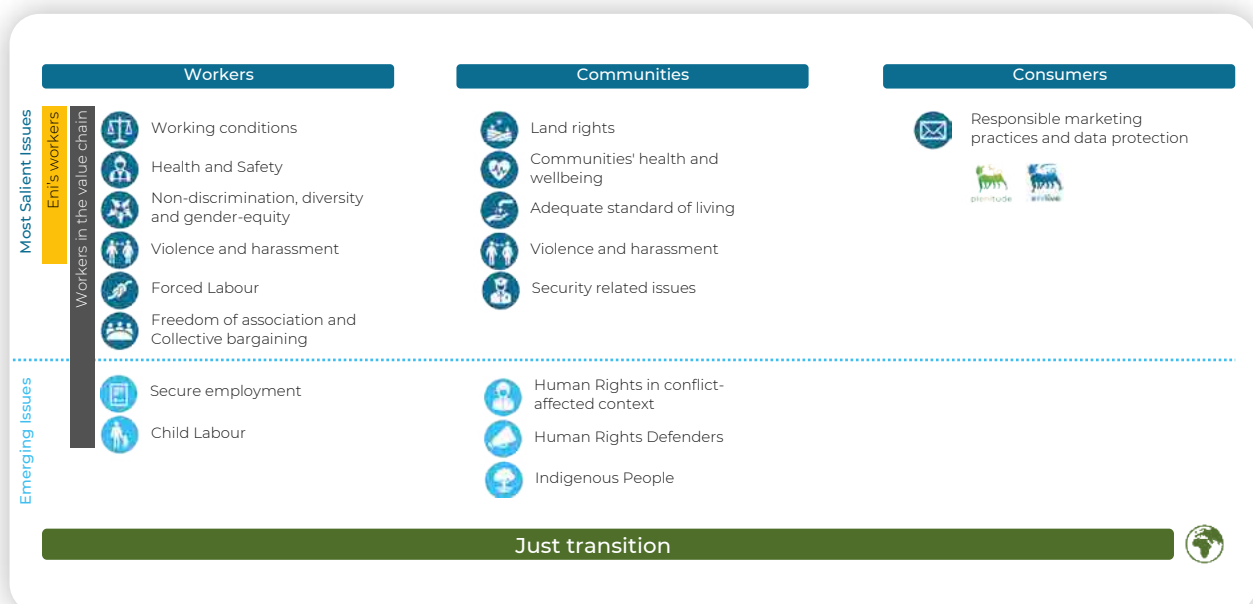 Workers
Communities
Consumers
Most Salient Issues
Eni's workers
Workers in the value chain
Working conditions
Health and Safety
Non-discrimination, diversity
and gender-equity
Violence and harassment
Forced Labour
Freedom of association and
Collective bargaining
Land rights
Communities' health and
wellbeing
Adequate standard of living
Violence and harassment
Security related issues
Responsible marketing
practices and data protection
plenitude
enilive
Emerging Issues
Secure employment
Child Labour
Human Rights in conflict-
affected context
Human Rights Defenders
Indigenous People
Just transition